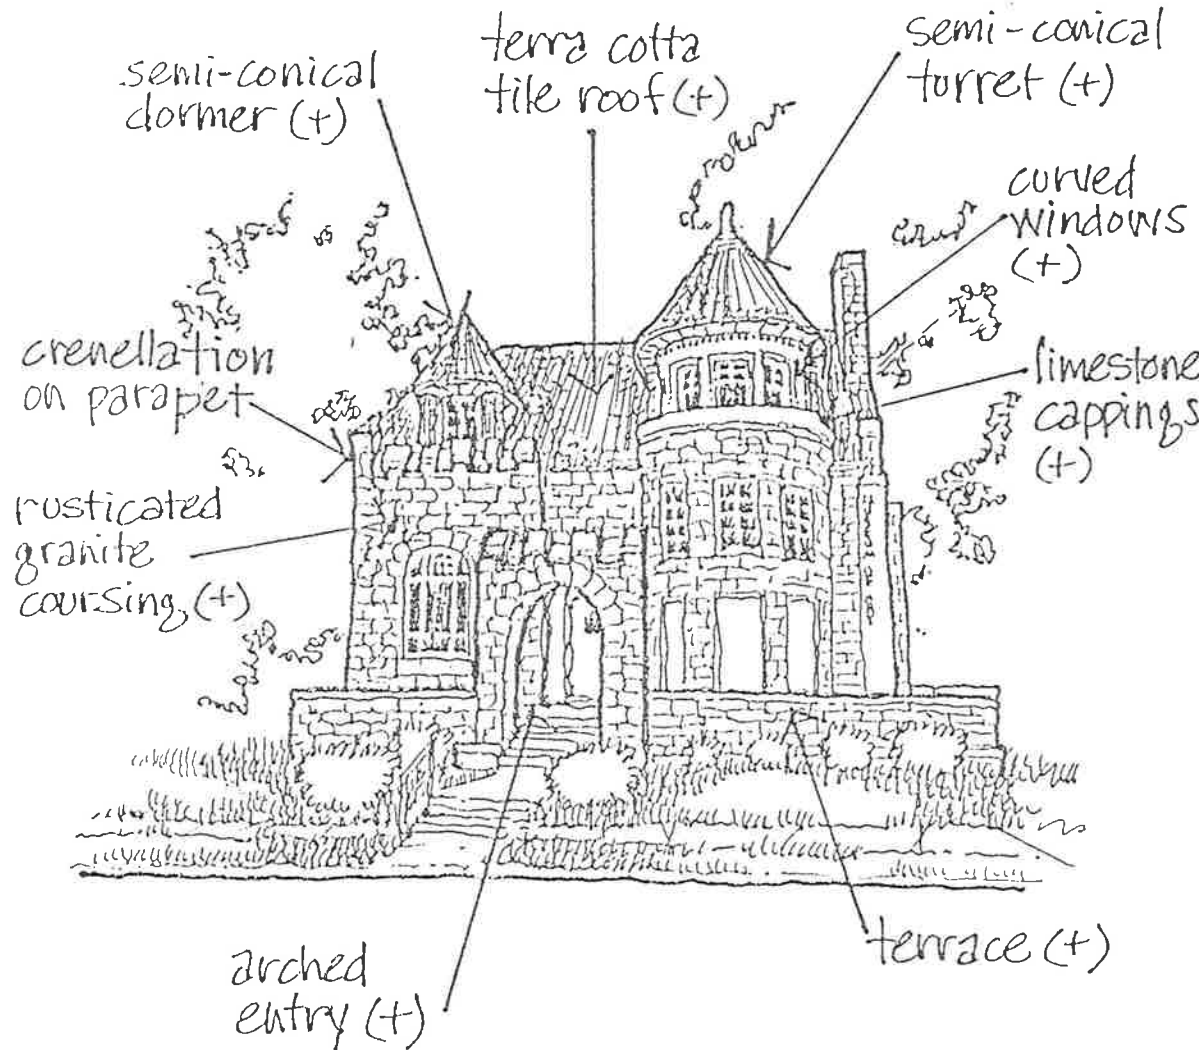 semi-conical
dormer (+)
terra cotta
tile roof (+)
semi-conical
turret (+)
curved
windows
(+)
crenellation
on parapet
limestone
cappings
(+)
rusticated
granite
coursing (+)
terrace (+)
arched
entry (+)